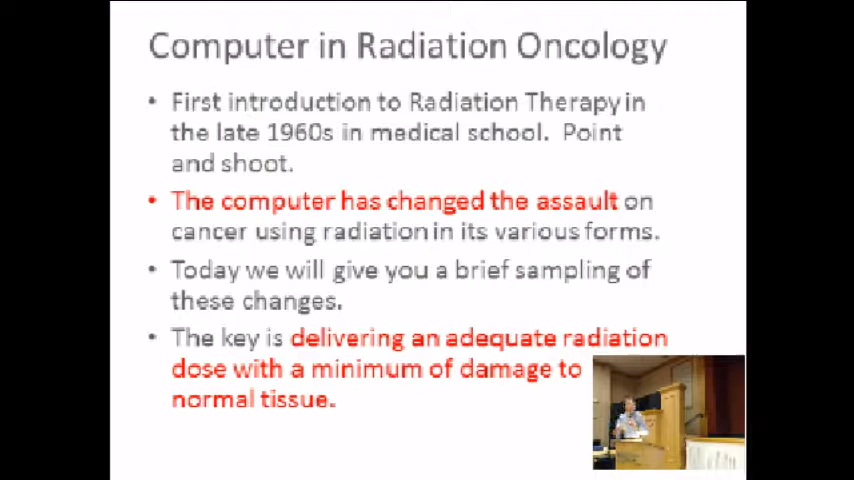 Computer in Radiation Oncology
• First introduction to Radiation Therapy in
the late 1960s in medical school. Point
and shoot.
• The computer has changed the assault on
cancer using radiation in its various forms.
• Today we will give you a brief sampling of
these changes.
• The key is delivering an adequate radiation
dose with a minimum of damage to
normal tissue.